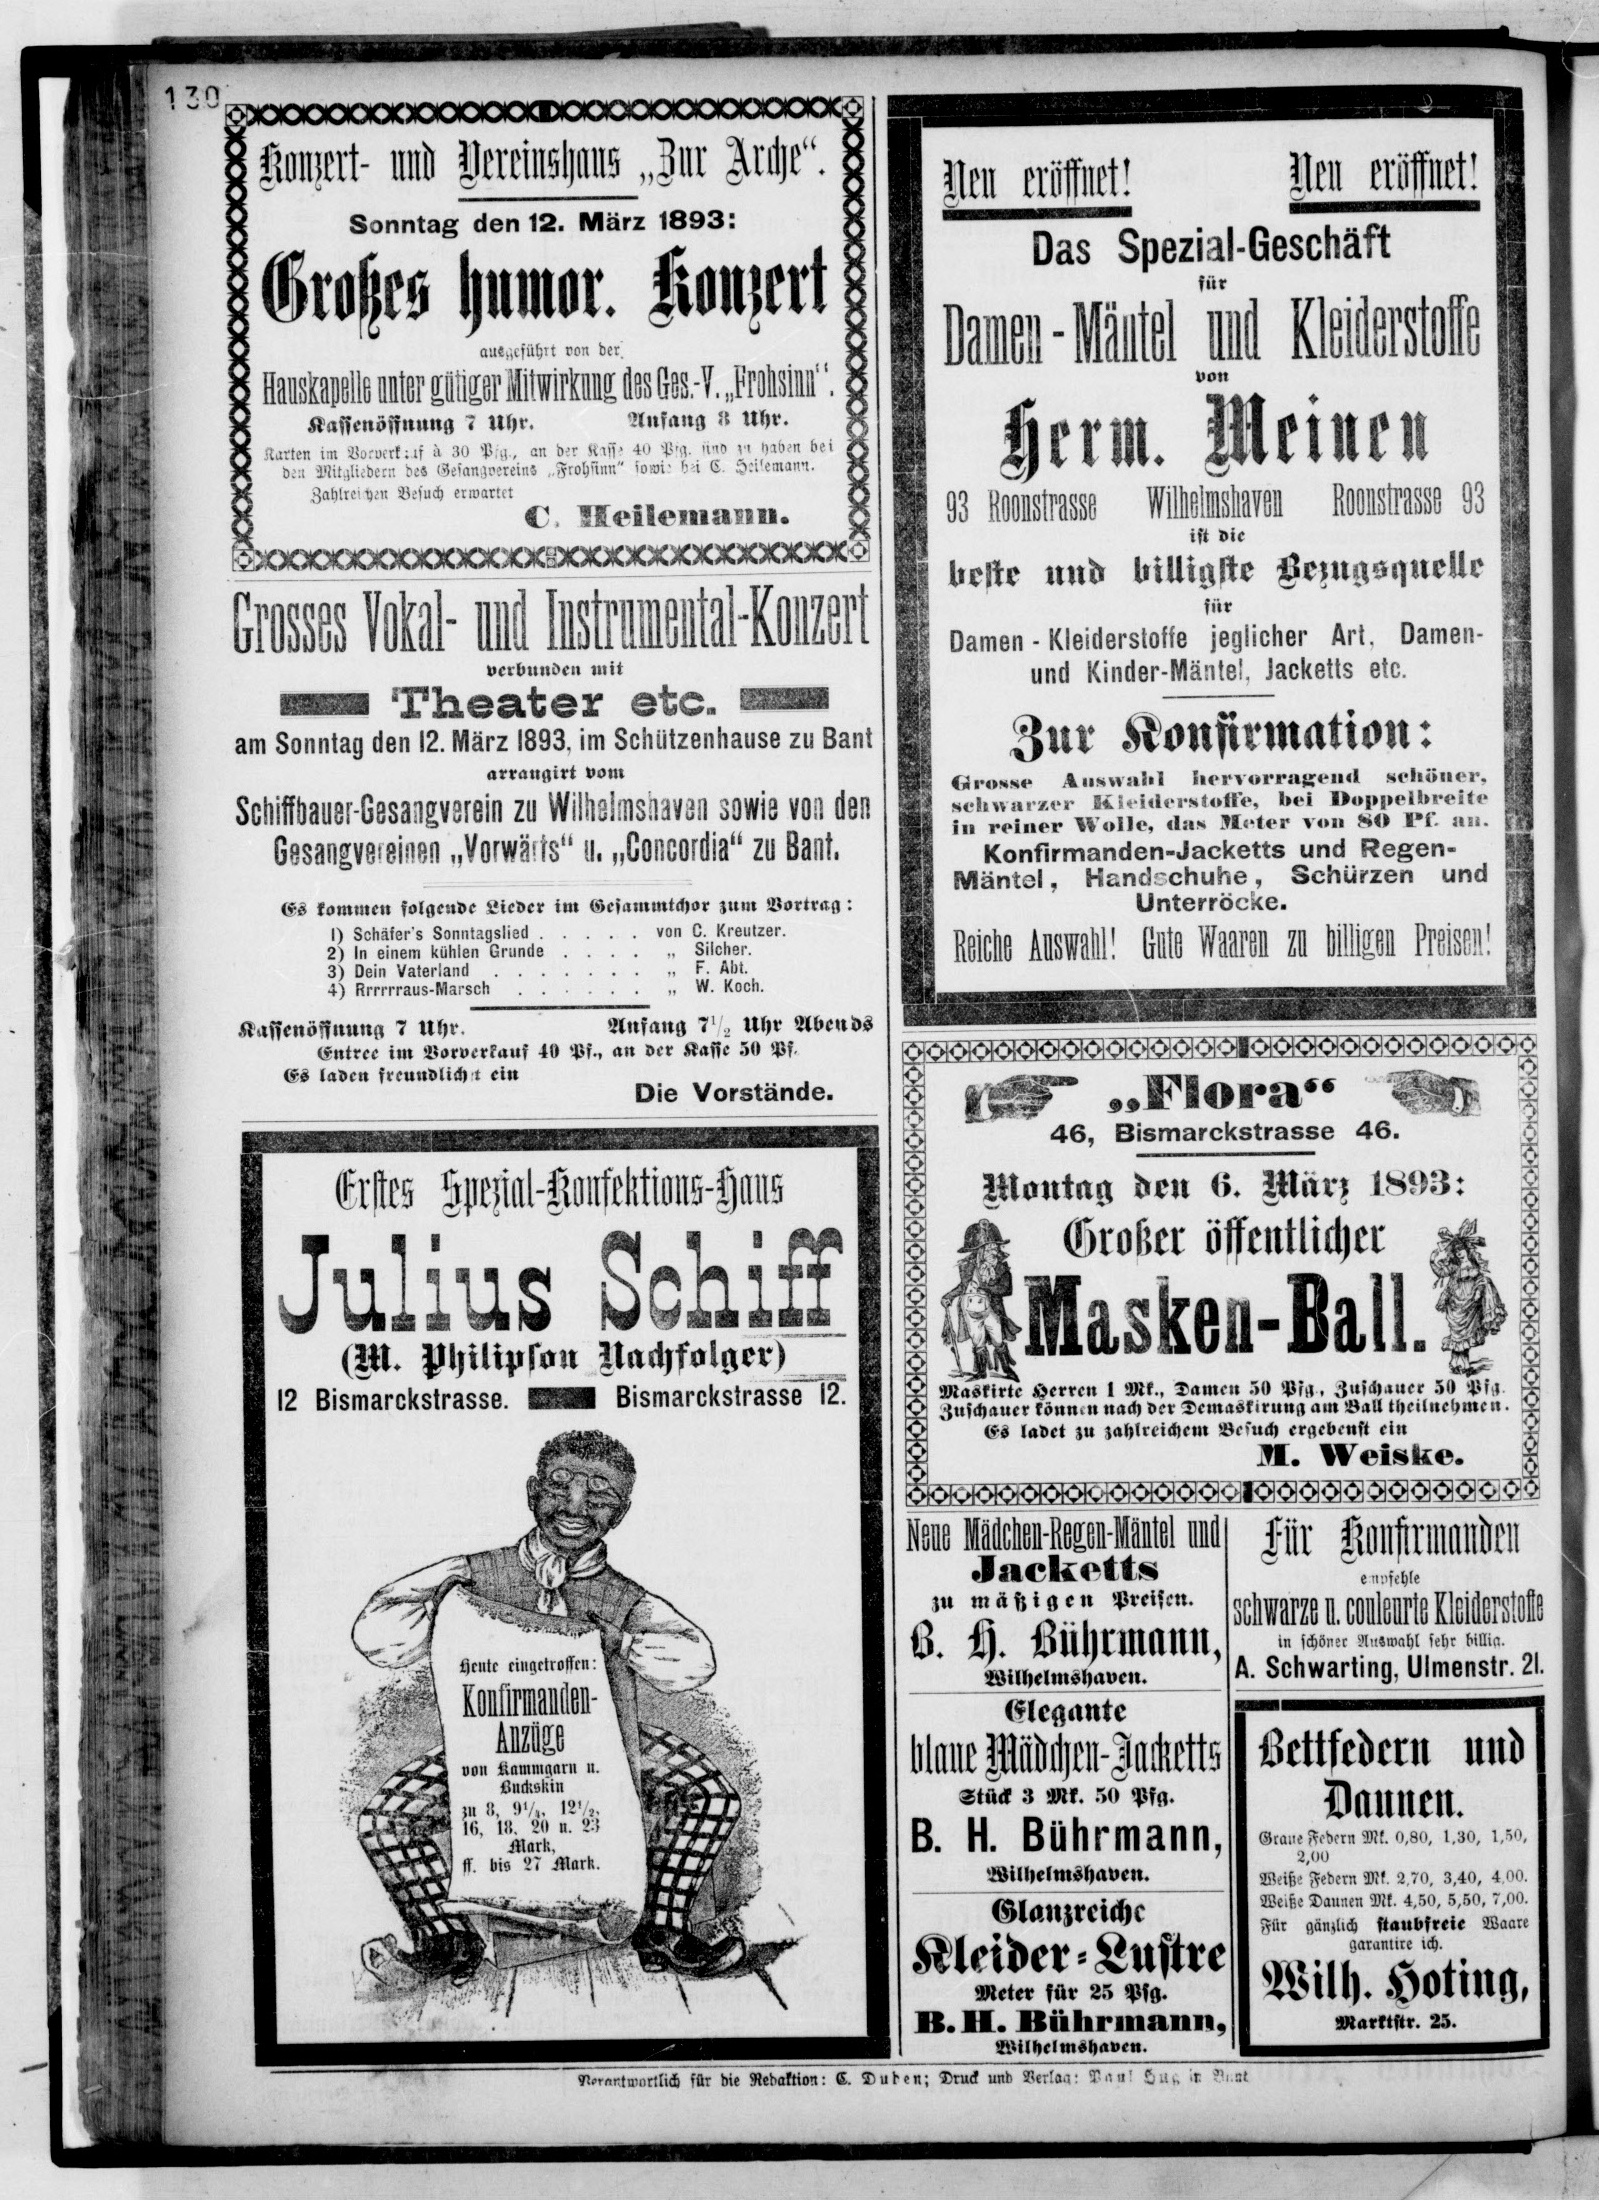 130
Konzert- und Vereinshaus „Zur Arche“.
Sonntag den 12. März 1893:
Großes humor. Konzert
ausgeführt von der
Hauskapelle unter gütiger Mitwirkung des Ges.-V. „Frohsinn“.
Kassenöffnung 7 Uhr. Anfang 8 Uhr.
Karten im Vorverkauf à 30 Pfg., an der Kasse 40 Pfg. sind zu haben bei
den Mitgliedern des Gesangvereins „Frohsinn“ sowie bei C. Heilemann.
Zahlreichen Besuch erwartet
C. Heilemann.
Grosses Vokal- und Instrumental-Konzert
verbunden mit
Theater etc.
am Sonntag den 12. März 1893, im Schützenhause zu Bant
arrangirt vom
Schiffbauer-Gesangverein zu Wilhelmshaven sowie von den
Gesangvereinen „Vorwärts“ u. „Concordia“ zu Bant.
Es kommen folgende Lieder im Gesammtchor zum Vortrag:
1) Schäfer's Sonntagslied . . . . . von C. Kreutzer.
2) In einem kühlen Grunde . . . . „ Silcher.
3) Dein Vaterland . . . . . . . „ F. Abt.
4) Rrrrrraus-Marsch . . . . . . „ W. Koch.
Kassenöffnung 7 Uhr. Anfang 7 1/2 Uhr Abends
Entree im Vorverkauf 40 Pf., an der Kasse 50 Pf.
Es laden freundlichst ein
Die Vorstände.
Erstes Spezial-Konfektions-Haus
Julius Schiff
(M. Philipson Nachfolger)
12 Bismarckstrasse. Bismarckstrasse 12.
Heute eingetroffen:
Konfirmanden-
Anzüge
von Kammgarn u.
Buckskin
zu 8, 9 1/4, 12 1/2,
16, 18, 20 u. 23
Mark,
ff. bis 27 Mark.
Neu eröffnet! Neu eröffnet!
Das Spezial-Geschäft
für
Damen-Mäntel und Kleiderstoffe
von
Herm. Meinen
93 Roonstrasse Wilhelmshaven Roonstrasse 93
ist die
beste und billigste Bezugsquelle
für
Damen-Kleiderstoffe jeglicher Art, Damen-
und Kinder-Mäntel, Jacketts etc.
Zur Konfirmation:
Grosse Auswahl hervorragend schöner,
schwarzer Kleiderstoffe, bei Doppelbreite
in reiner Wolle, das Meter von 80 Pf. an.
Konfirmanden-Jacketts und Regen-
Mäntel, Handschuhe, Schürzen und
Unterröcke.
Reiche Auswahl! Gute Waaren zu billigen Preisen!
„Flora“
46, Bismarckstrasse 46.
Montag den 6. März 1893:
Großer öffentlicher
Masken-Ball.
Maskirte Herren 1 Mk., Damen 50 Pfg., Zuschauer 50 Pfg.
Zuschauer können nach der Demaskirung am Ball theilnehmen.
Es ladet zu zahlreichem Besuch ergebenst ein
M. Weiske.
Neue Mädchen-Regen-Mäntel und
Jacketts
zu mäßigen Preisen.
B. H. Bührmann,
Wilhelmshaven.
Elegante
blaue Mädchen-Jacketts
Stück 3 Mk. 50 Pfg.
B. H. Bührmann,
Wilhelmshaven.
Glanzreiche
Kleider-Lustre
Meter für 25 Pfg.
B. H. Bührmann,
Wilhelmshaven.
Für Konfirmanden
empfehle
schwarze u. couleurte Kleiderstoffe
in schöner Auswahl sehr billig.
A. Schwarting, Ulmenstr. 21.
Bettfedern und
Daunen.
Graue Federn Mk. 0,80, 1,30, 1,50,
2,00
Weiße Federn Mk. 2,70, 3,40, 4,00.
Weiße Daunen Mk. 4,50, 5,50, 7,00.
Für gänzlich staubfreie Waare
garantire ich.
Wilh. Hoting,
Marktstr. 25.
Verantwortlich für die Redaktion: C. Duden; Druck und Verlag: Paul Hug in Bant